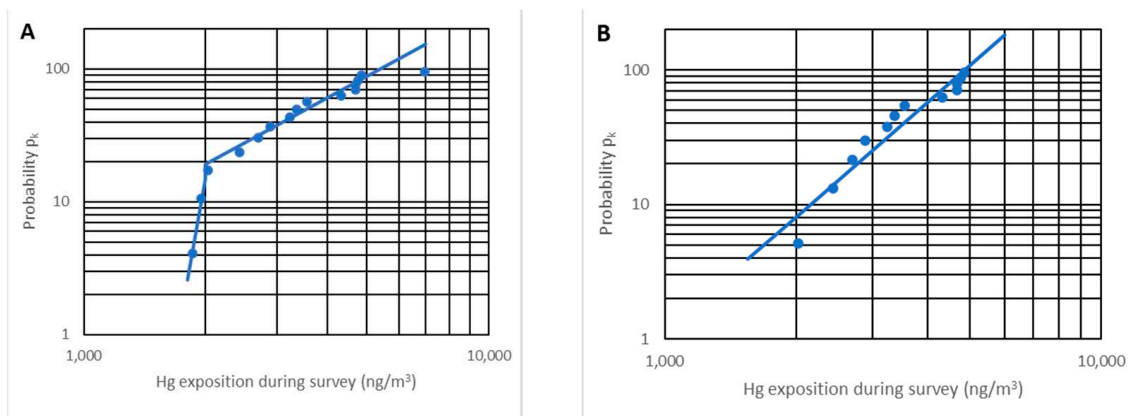 A
100
10
1
1,000
10,000
Probability pₖ
Hg exposition during survey (ng/m³)
B
100
10
1
1,000
10,000
Probability pₖ
Hg exposition during survey (ng/m³)